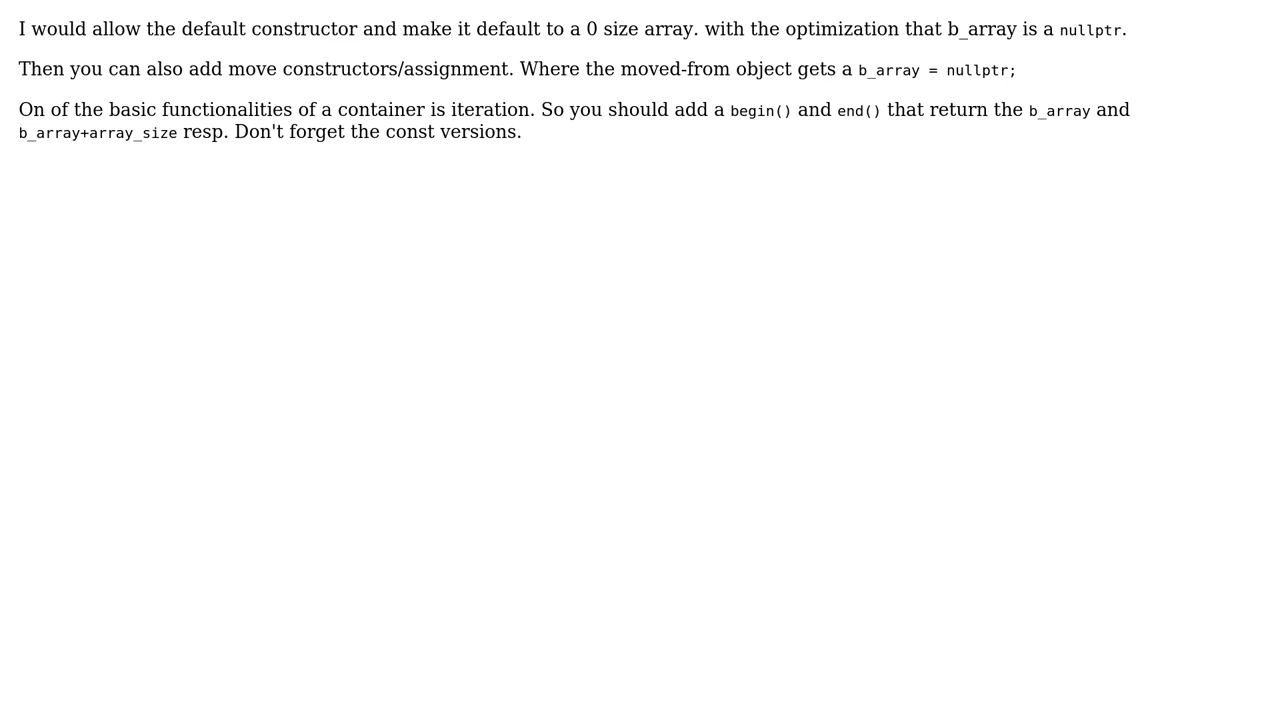 I would allow the default constructor and make it default to a 0 size array. with the optimization that b_array is a nullptr.
Then you can also add move constructors/assignment. Where the moved-from object gets a b_array = nullptr;
On of the basic functionalities of a container is iteration. So you should add a begin() and end() that return the b_array and
b_array+array_size resp. Don't forget the const versions.